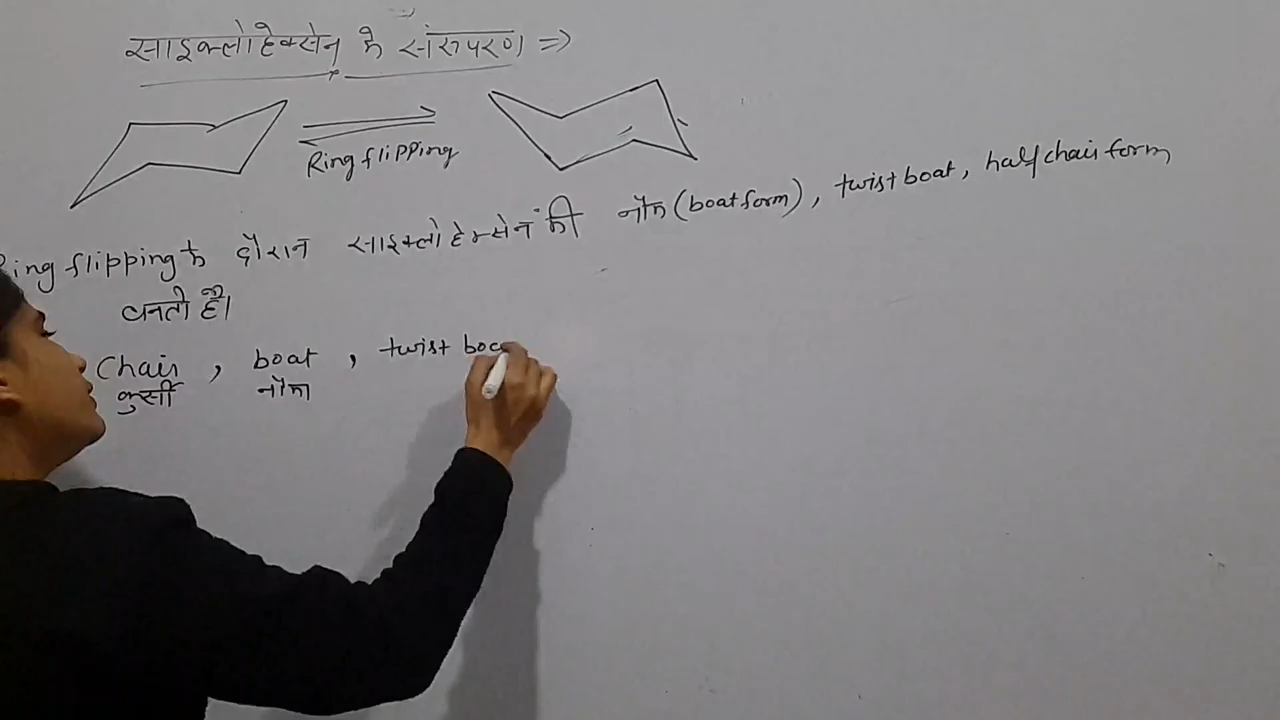 साइक्लोहेक्सेन के संरुपण ⇒
Ring flipping
Ring flipping के दौरान साइक्लोहेक्सेन की नौका (boat form), twist boat, half chair form
बनती है।
Chair, boat, twist boa
कुर्सी नौका